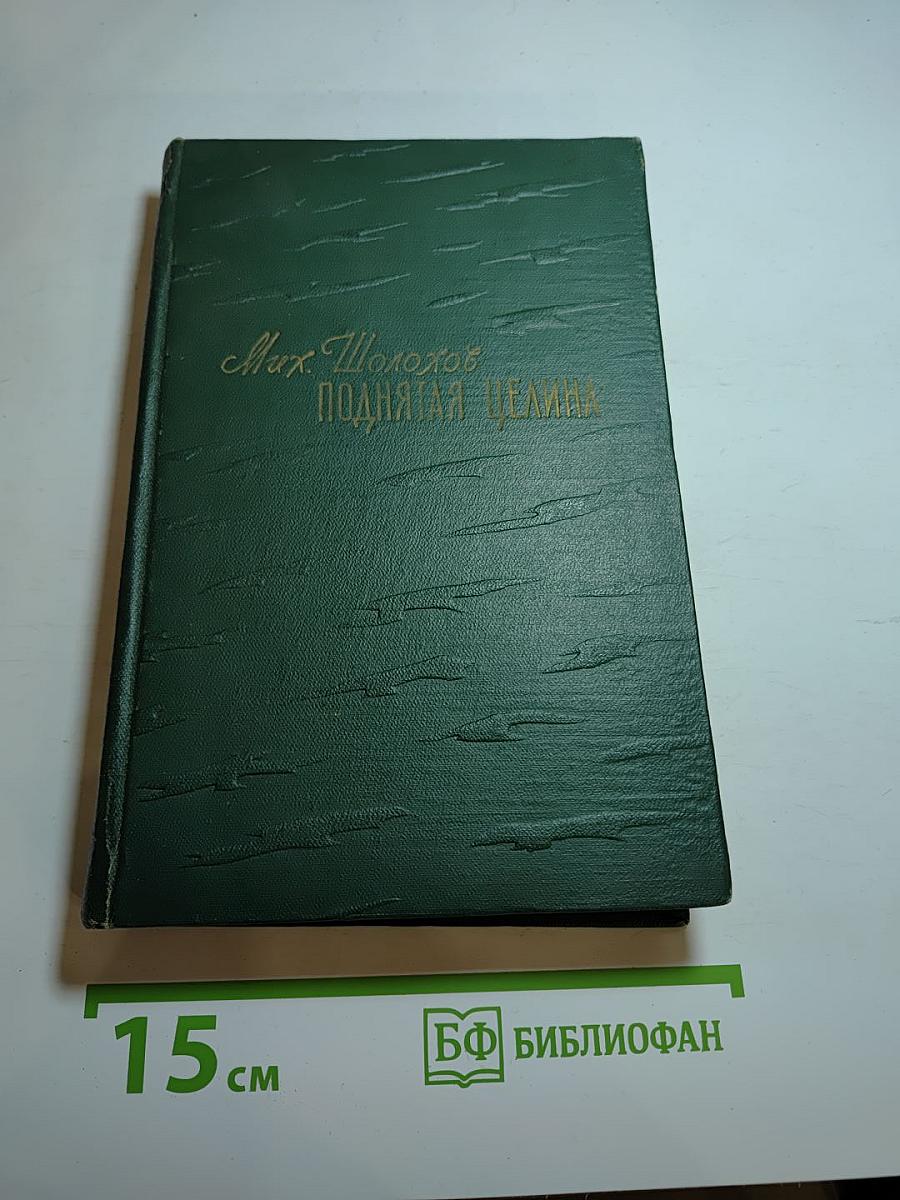 Мих. Шолохов
ПОДНЯТАЯ ЦЕЛИНА
15 см
БФ БИБЛИОФАН